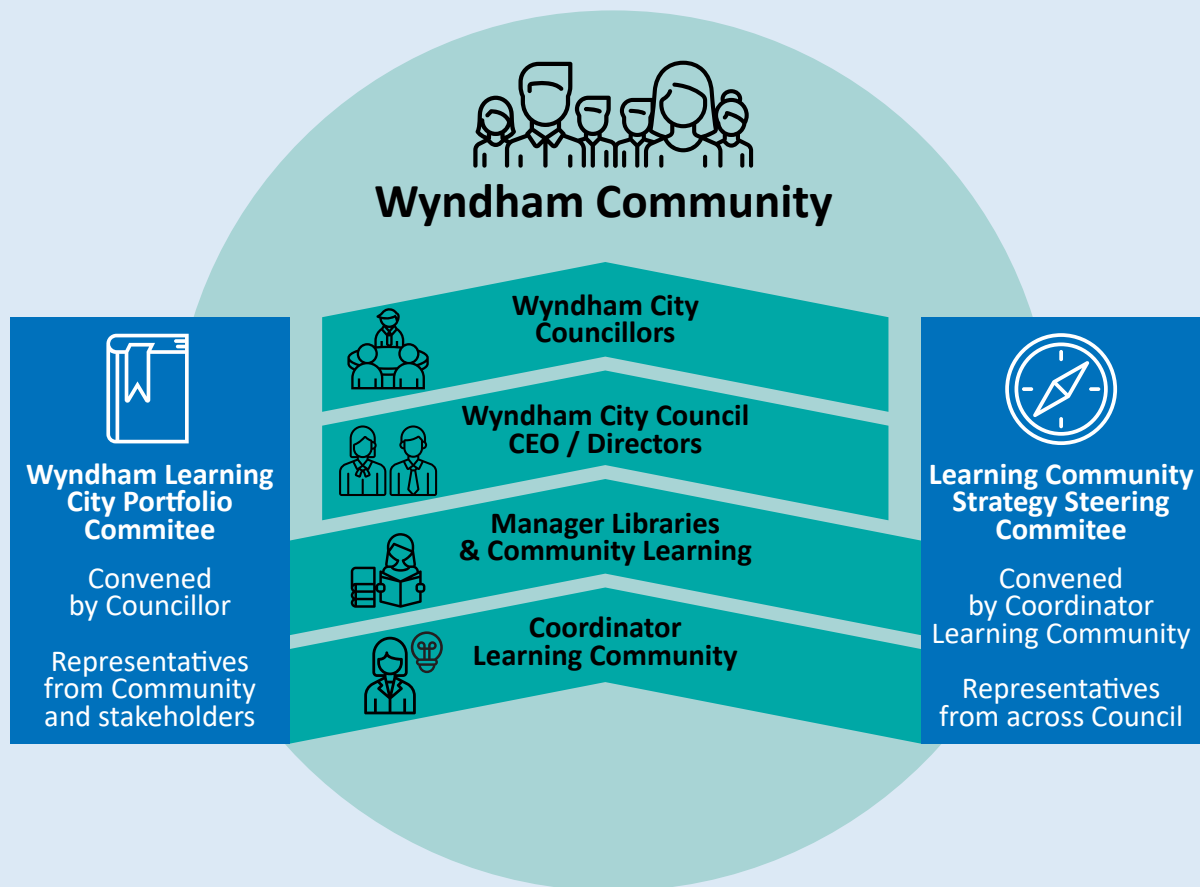 Wyndham Community
Wyndham City
Councillors
Wyndham City Council
CEO / Directors
Manager Libraries
& Community Learning
Coordinator
Learning Community
Wyndham Learning
City Portfolio
Commitee
Convened
by Councillor
Representatives
from Community
and stakeholders
Learning Community
Strategy Steering
Commitee
Convened
by Coordinator
Learning Community
Representatives
from across Council